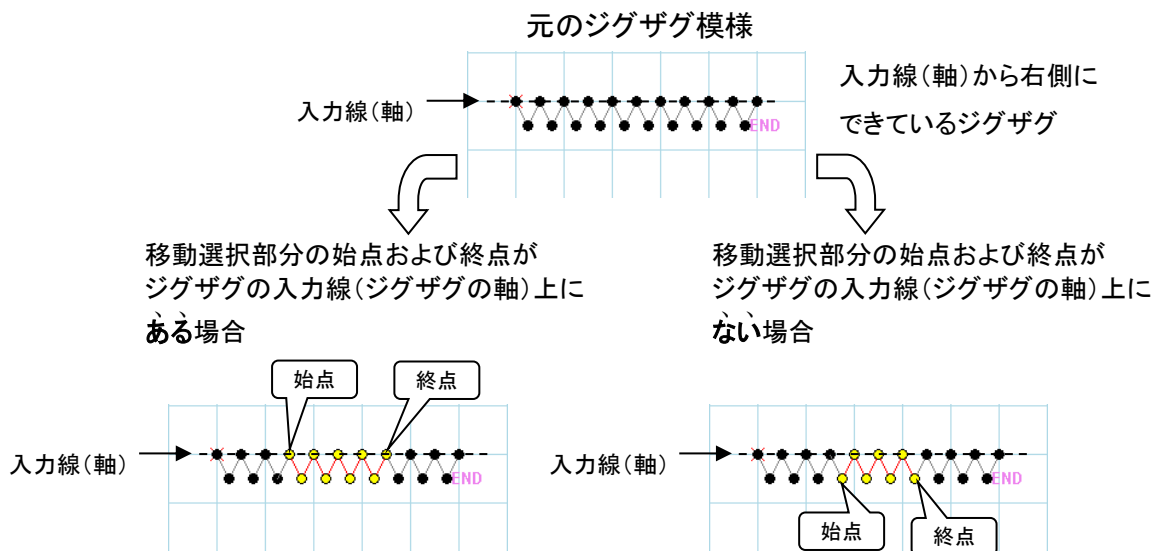 元のジグザグ模様
入力線(軸)から右側に
できているジグザグ
入力線(軸)
END
移動選択部分の始点および終点が
ジグザグの入力線(ジグザグの軸)上に
ある場合
移動選択部分の始点および終点が
ジグザグの入力線(ジグザグの軸)上に
ない場合
始点
終点
入力線(軸)
END
入力線(軸)
END
始点
終点